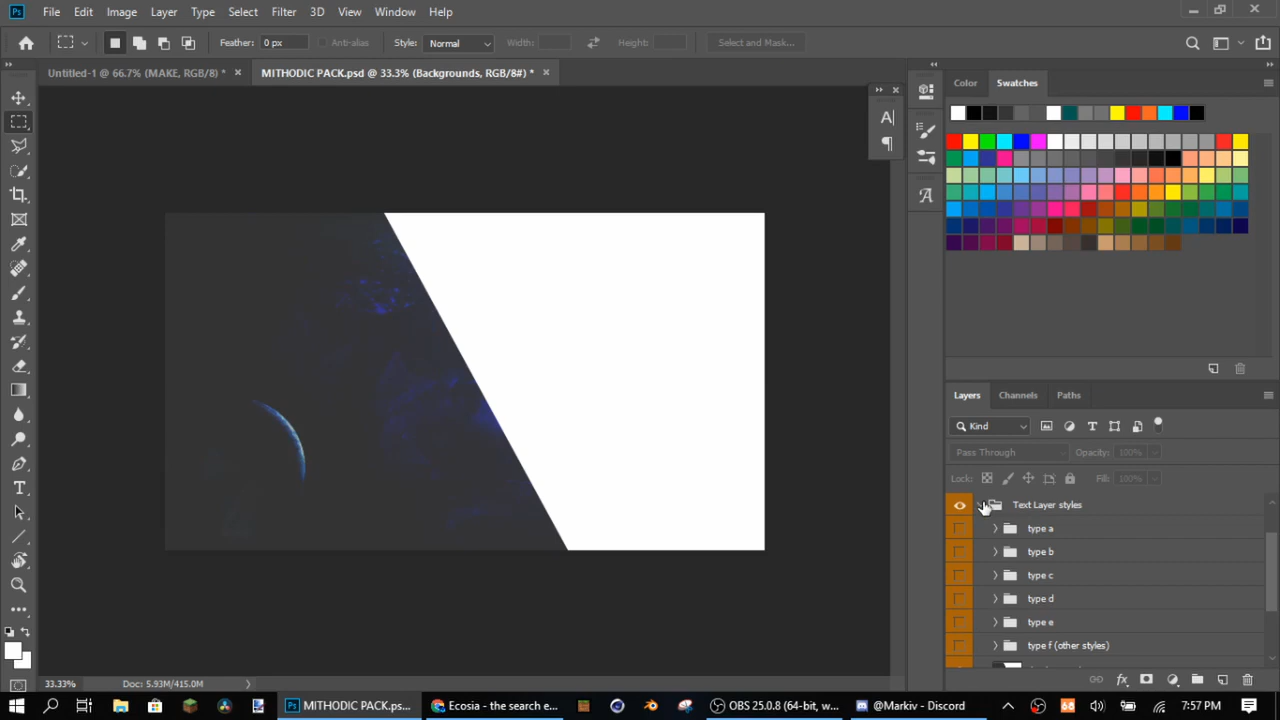 Ps File Edit Image Layer Type Select Filter 3D View Window Help
Feather: 0 px Anti-alias Style: Normal Width: Height: Select and Mask...
Untitled-1 @ 66.7% (MAKE, RGB/8) * × MITHODIC PACK.psd @ 33.3% (Backgrounds, RGB/8#) * ×
Color Swatches
Layers Channels Paths
Kind
Pass Through Opacity: 100%
Lock: Fill: 100%
Text Layer styles
type a
type b
type c
type d
type e
type f (other styles)
33.33% Doc: 5.93M/415.0M
MITHODIC PACK.ps... Ecosia - the search e... OBS 25.0.8 (64-bit, w... @Markiv - Discord 68 7:57 PM